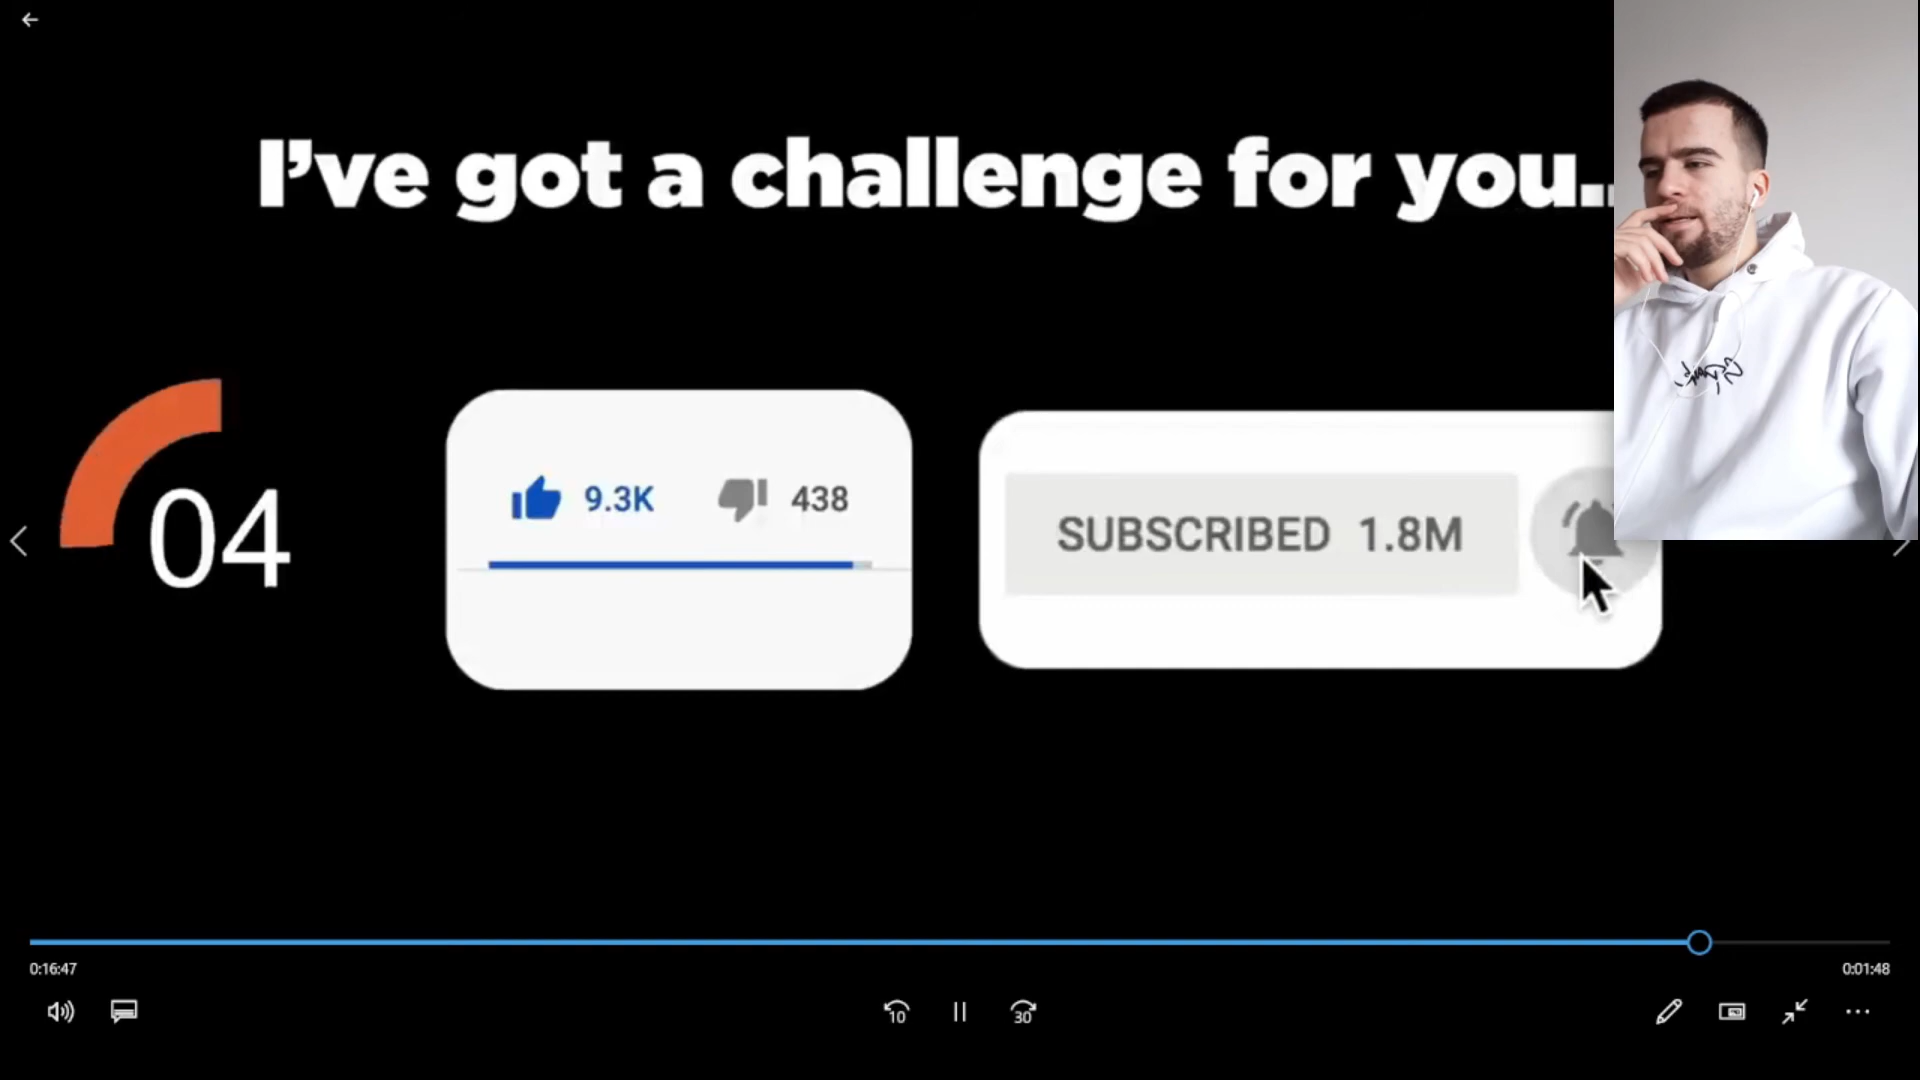 I've got a challenge for you..
04
9.3K 438
SUBSCRIBED 1.8M
0:16:47 0:01:48
10 30